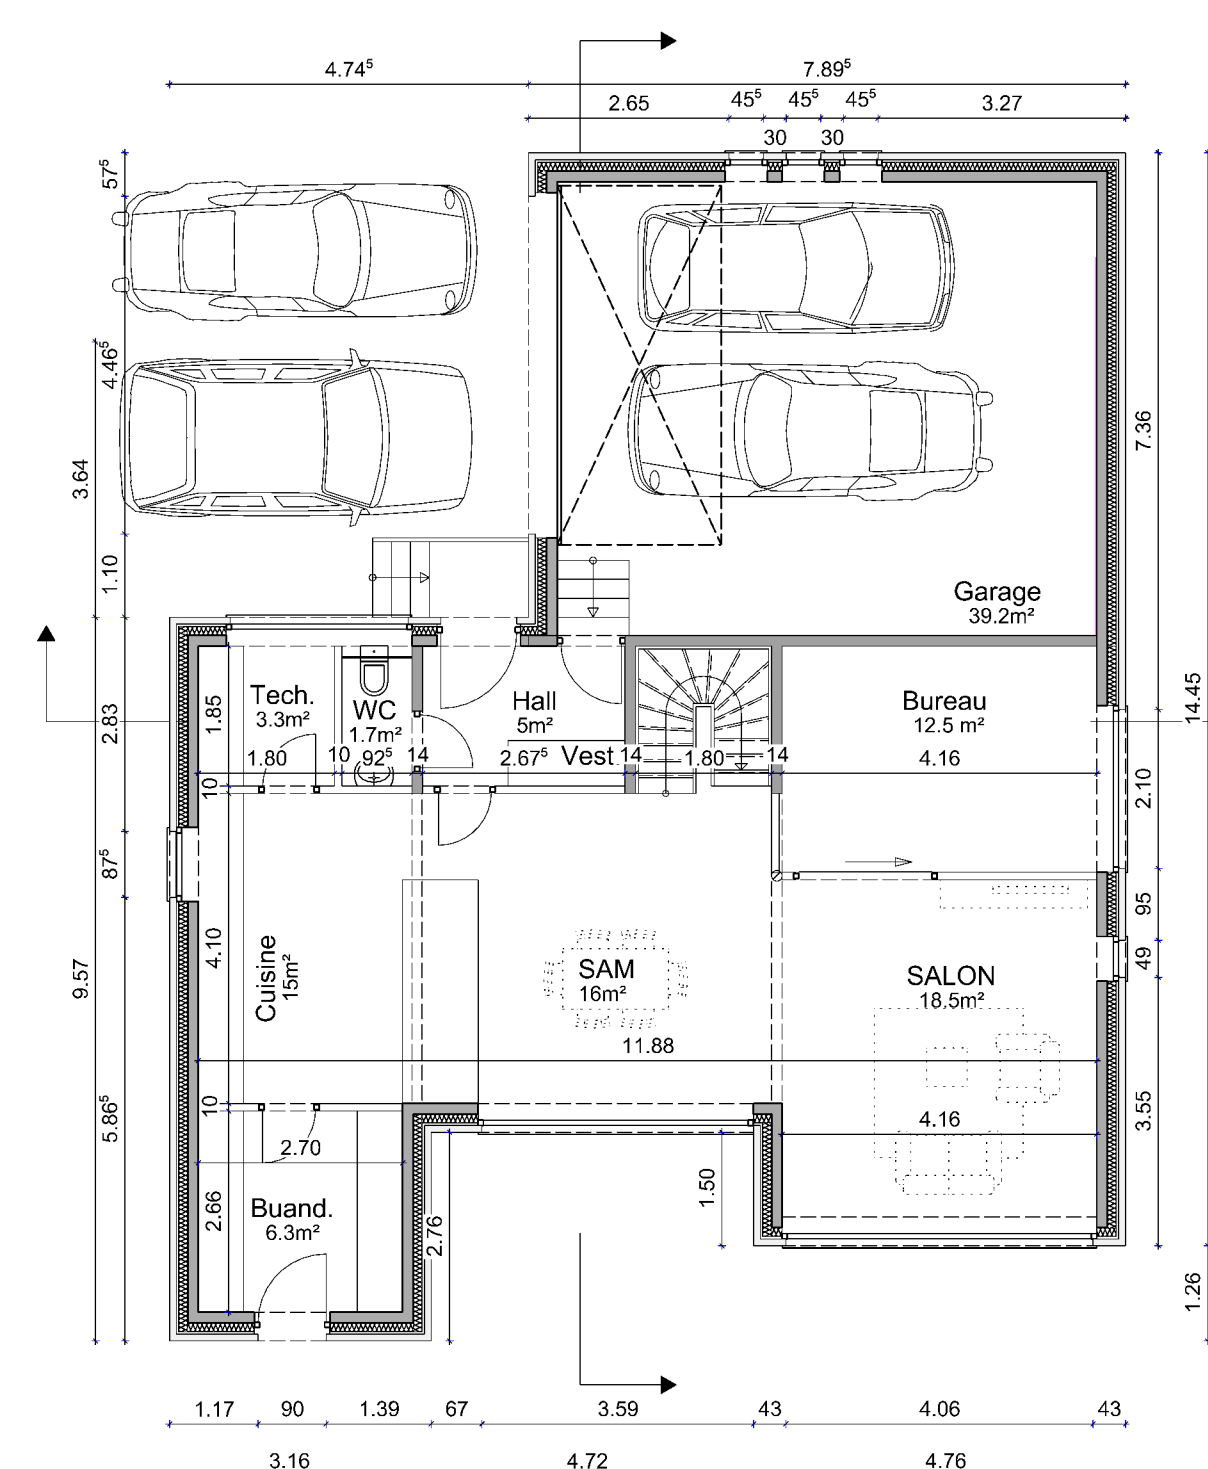 4.74⁵
7.89⁵
2.65
45⁵
45⁵
45⁵
3.27
30
30
57⁵
4.46⁵
3.64
1.10
7.36
Garage
39.2m²
14.45
2.83
1.85
Tech.
3.3m²
WC
1.7m²
Hall
5m²
Vest.
Bureau
12.5 m²
1.80
10
92⁵
14
2.67⁵
14
1.80
14
4.16
10
2.10
87⁵
95
49
4.10
Cuisine
15m²
SAM
16m²
SALON
18.5m²
9.57
11.88
5.86⁵
10
3.55
4.16
2.70
1.50
2.66
Buand.
6.3m²
2.76
1.26
1.17
90
1.39
67
3.59
43
4.06
43
3.16
4.72
4.76